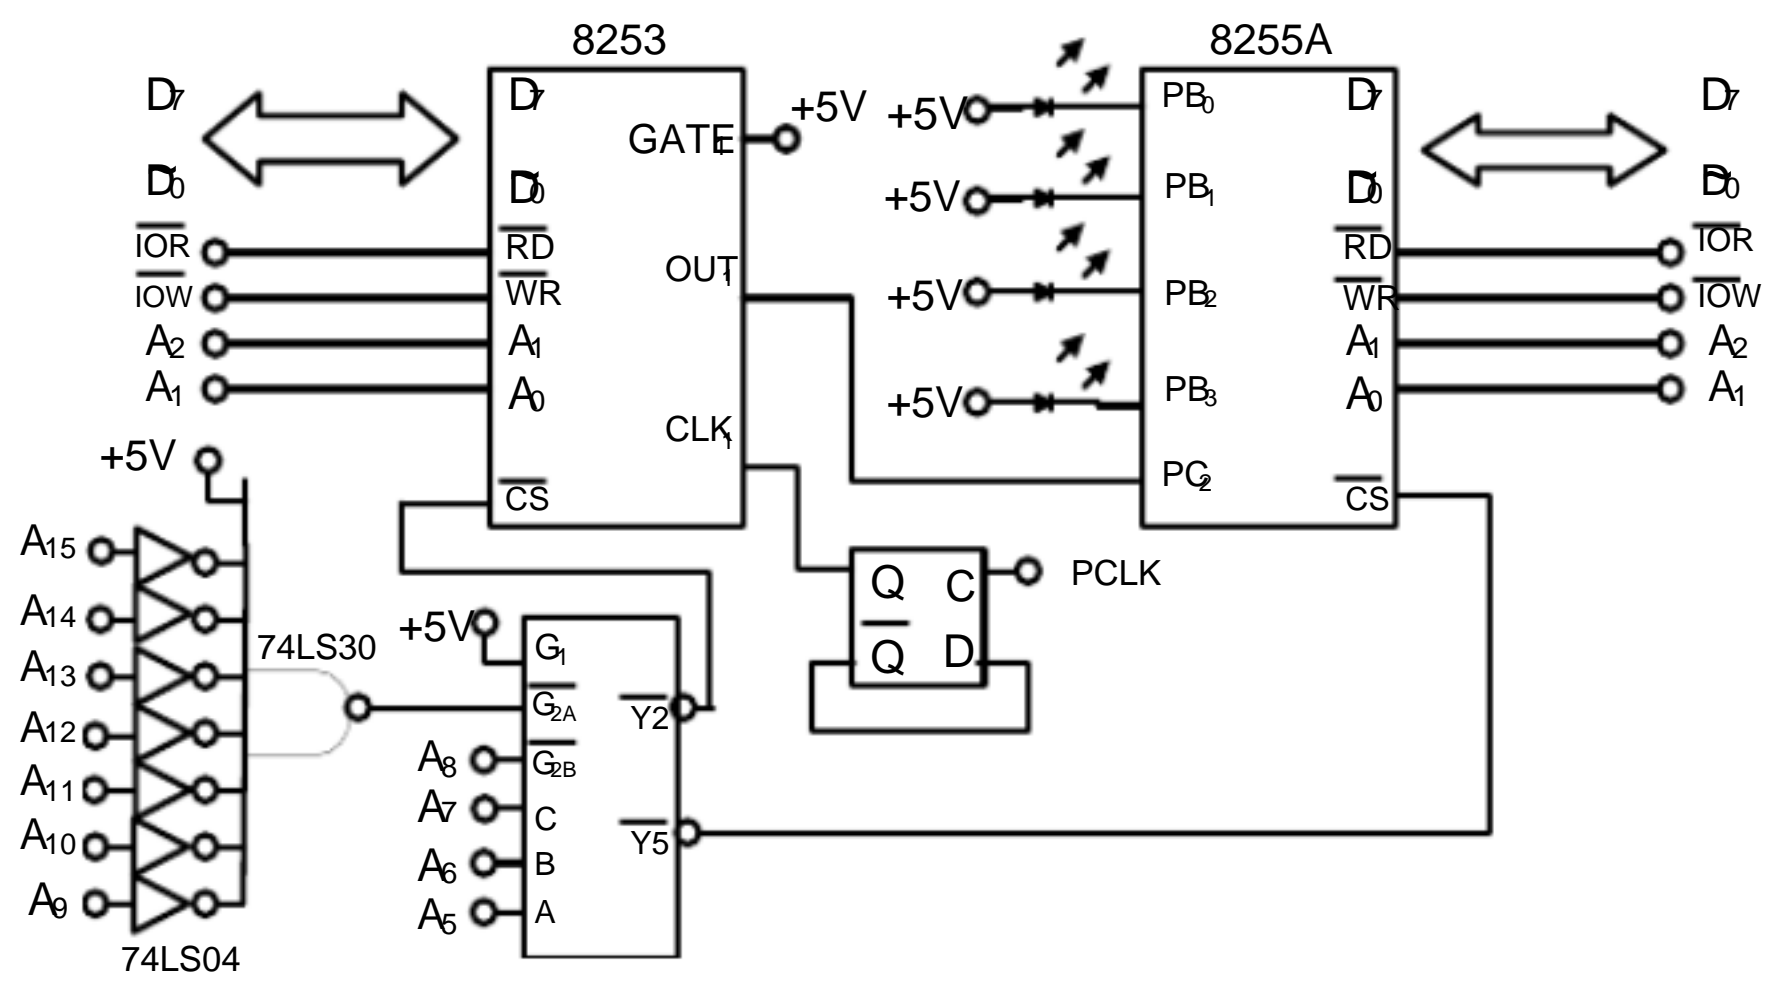 8253
8255A
D7
D7
GATE1
+5V
+5V
PB0
D7
D7
D0
D0
+5V
PB1
D0
D0
IOR
RD
OUT1
+5V
PB2
RD
IOR
IOW
WR
WR
IOW
A2
A1
A1
A2
A1
A0
+5V
PB3
A0
A1
CLK1
+5V
CS
PC2
CS
A15
A14
A13
A12
A11
A10
A9
74LS04
74LS30
+5V
G1
G2A
Y2
A8
G2B
A7
C
Y5
A6
B
A5
A
Q
C
PCLK
Q
D